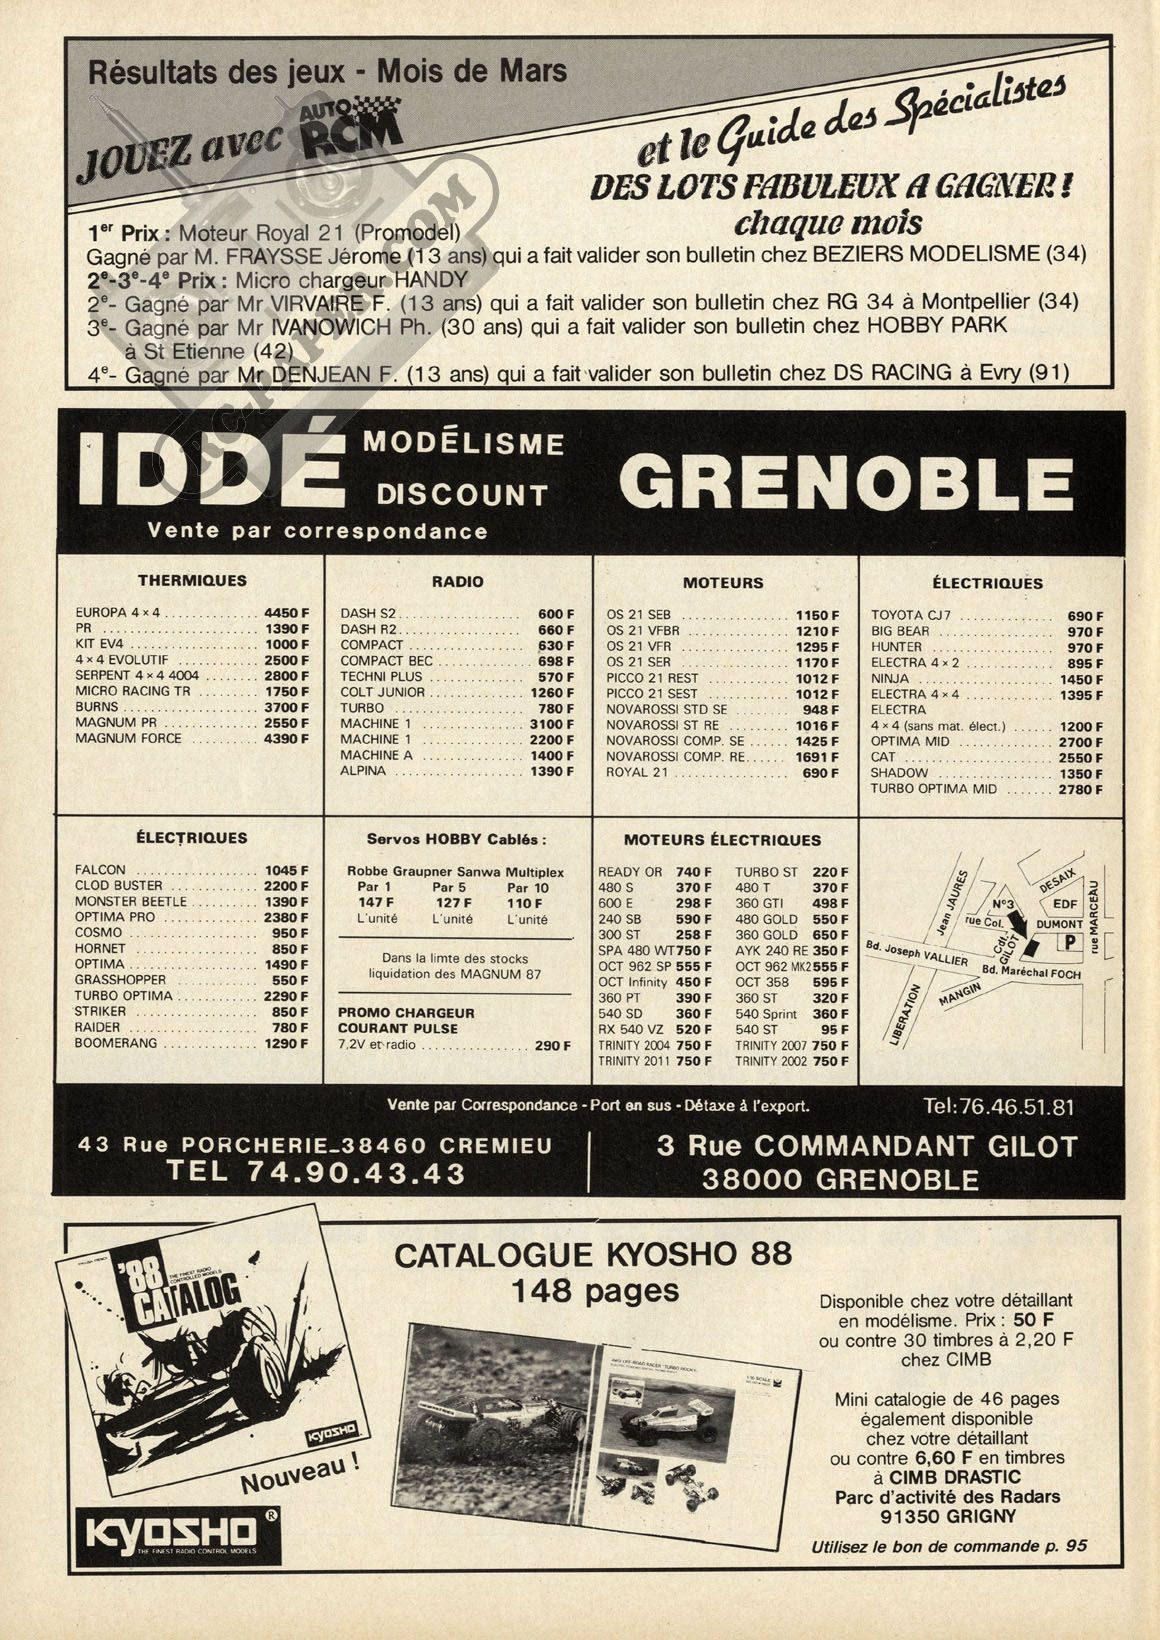 Résultats des jeux - Mois de Mars
JOUEZ avec AUTO RCM
et le Guide des Spécialistes
DES LOTS FABULEUX A GAGNER !
chaque mois
1er Prix : Moteur Royal 21 (Promodel)
Gagné par M. FRAYSSE Jérome (13 ans) qui a fait valider son bulletin chez BEZIERS MODELISME (34)
2e-3e-4e Prix : Micro chargeur HANDY
2e- Gagné par Mr VIRVAIRE F. (13 ans) qui a fait valider son bulletin chez RG 34 à Montpellier (34)
3e- Gagné par Mr IVANOWICH Ph. (30 ans) qui a fait valider son bulletin chez HOBBY PARK
à St Etienne (42)
4e- Gagné par Mr DENJEAN F. (13 ans) qui a fait valider son bulletin chez DS RACING à Evry (91)
RC-PAPER.COM
IDDÉ MODÉLISME DISCOUNT GRENOBLE
Vente par correspondance
THERMIQUES
EUROPA 4 × 4 4450 F
PR 1390 F
KIT EV4 1000 F
4 × 4 EVOLUTIF 2500 F
SERPENT 4 × 4 4004 2800 F
MICRO RACING TR 1750 F
BURNS 3700 F
MAGNUM PR 2550 F
MAGNUM FORCE 4390 F
RADIO
DASH S2 600 F
DASH R2 660 F
COMPACT 630 F
COMPACT BEC 698 F
TECHNI PLUS 570 F
COLT JUNIOR 1260 F
TURBO 780 F
MACHINE 1 3100 F
MACHINE 1 2200 F
MACHINE A 1400 F
ALPINA 1390 F
MOTEURS
OS 21 SEB 1150 F
OS 21 VFBR 1210 F
OS 21 VFR 1295 F
OS 21 SER 1170 F
PICCO 21 REST 1012 F
PICCO 21 SEST 1012 F
NOVAROSSI STD SE 948 F
NOVAROSSI ST RE 1016 F
NOVAROSSI COMP. SE 1425 F
NOVAROSSI COMP. RE 1691 F
ROYAL 21 690 F
ÉLECTRIQUES
TOYOTA CJ7 690 F
BIG BEAR 970 F
HUNTER 970 F
ELECTRA 4 × 2 895 F
NINJA 1450 F
ELECTRA 4 × 4 1395 F
ELECTRA
4 × 4 (sans mat. élect.) 1200 F
OPTIMA MID 2700 F
CAT 2550 F
SHADOW 1350 F
TURBO OPTIMA MID 2780 F
ÉLECTRIQUES
FALCON 1045 F
CLOD BUSTER 2200 F
MONSTER BEETLE 1390 F
OPTIMA PRO 2380 F
COSMO 950 F
HORNET 850 F
OPTIMA 1490 F
GRASSHOPPER 550 F
TURBO OPTIMA 2290 F
STRIKER 850 F
RAIDER 780 F
BOOMERANG 1290 F
Servos HOBBY Cablés :
Robbe Graupner Sanwa Multiplex
Par 1 Par 5 Par 10
147 F 127 F 110 F
L'unité L'unité L'unité
Dans la limte des stocks
liquidation des MAGNUM 87
PROMO CHARGEUR
COURANT PULSE
7,2V et radio 290 F
MOTEURS ÉLECTRIQUES
READY OR 740 F TURBO ST 220 F
480 S 370 F 480 T 370 F
600 E 298 F 360 GTI 498 F
240 SB 590 F 480 GOLD 550 F
300 ST 258 F 360 GOLD 650 F
SPA 480 WT 750 F AYK 240 RE 350 F
OCT 962 SP 555 F OCT 962 MK2 555 F
OCT Infinity 450 F OCT 358 595 F
360 PT 390 F 360 ST 320 F
540 SD 360 F 540 Sprint 360 F
RX 540 VZ 520 F 540 ST 95 F
TRINITY 2004 750 F TRINITY 2007 750 F
TRINITY 2011 750 F TRINITY 2002 750 F
Jean JAURES
DESAIX
N°3
EDF
rue Col.
DUMONT
rue MARCEAU
Cdt. GILOT
P
Bd. Joseph VALLIER
Bd. Maréchal FOCH
MANGIN
LIBERATION
Vente par Correspondance - Port en sus - Détaxe à l'export.
Tel:76.46.51.81
43 Rue PORCHERIE_38460 CREMIEU
TEL 74.90.43.43
3 Rue COMMANDANT GILOT
38000 GRENOBLE
'88
THE FINEST RADIO CONTROLLED MODELS
CATALOG
KYOSHO
Nouveau !
KYOSHO ®
THE FINEST RADIO CONTROL MODELS
CATALOGUE KYOSHO 88
148 pages
Disponible chez votre détaillant
en modélisme. Prix : 50 F
ou contre 30 timbres à 2,20 F
chez CIMB
Mini catalogie de 46 pages
également disponible
chez votre détaillant
ou contre 6,60 F en timbres
à CIMB DRASTIC
Parc d'activité des Radars
91350 GRIGNY
Utilisez le bon de commande p. 95